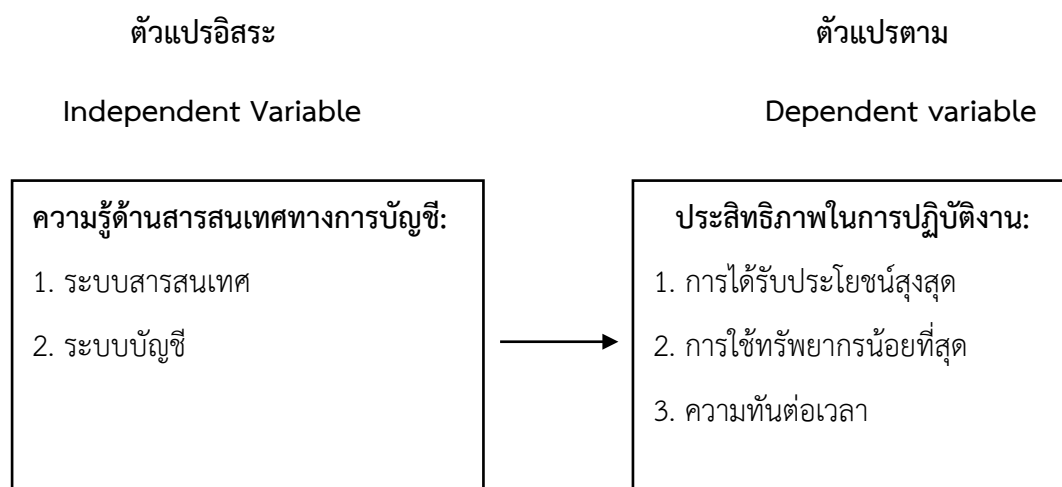 ตัวแปรอิสระ
Independent Variable
ความรู้ด้านสารสนเทศทางการบัญชี:
1. ระบบสารสนเทศ
2. ระบบบัญชี
ตัวแปรตาม
Dependent variable
ประสิทธิภาพในการปฏิบัติงาน:
1. การได้รับประโยชน์สูงสุด
2. การใช้ทรัพยากรน้อยที่สุด
3. ความทันต่อเวลา